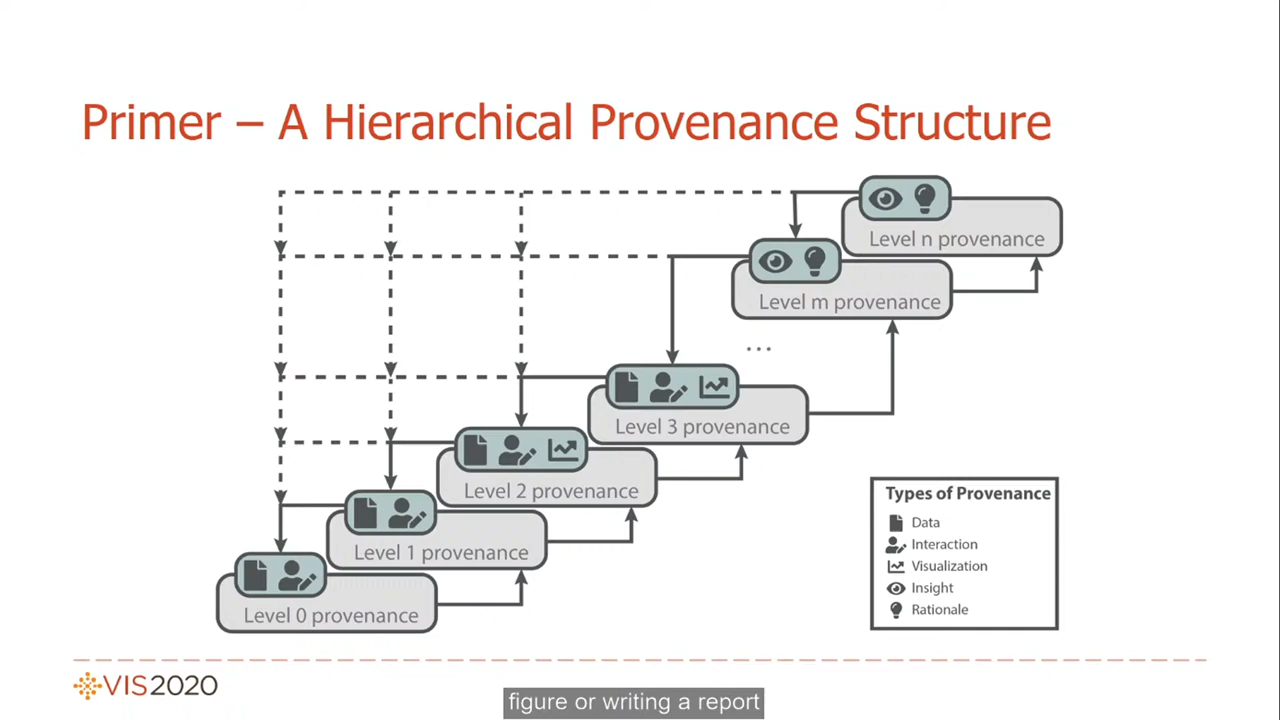 Primer – A Hierarchical Provenance Structure
Level n provenance
Level m provenance
...
Level 3 provenance
Level 2 provenance
Level 1 provenance
Level 0 provenance
Types of Provenance
Data
Interaction
Visualization
Insight
Rationale
VIS2020
figure or writing a report